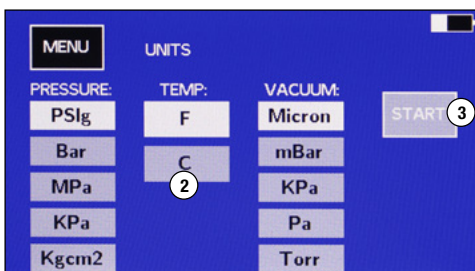 MENU UNITS
PRESSURE: TEMP: VACUUM:
PSIg F Micron START 3
Bar C mBar
2
MPa KPa
KPa Pa
Kgcm2 Torr